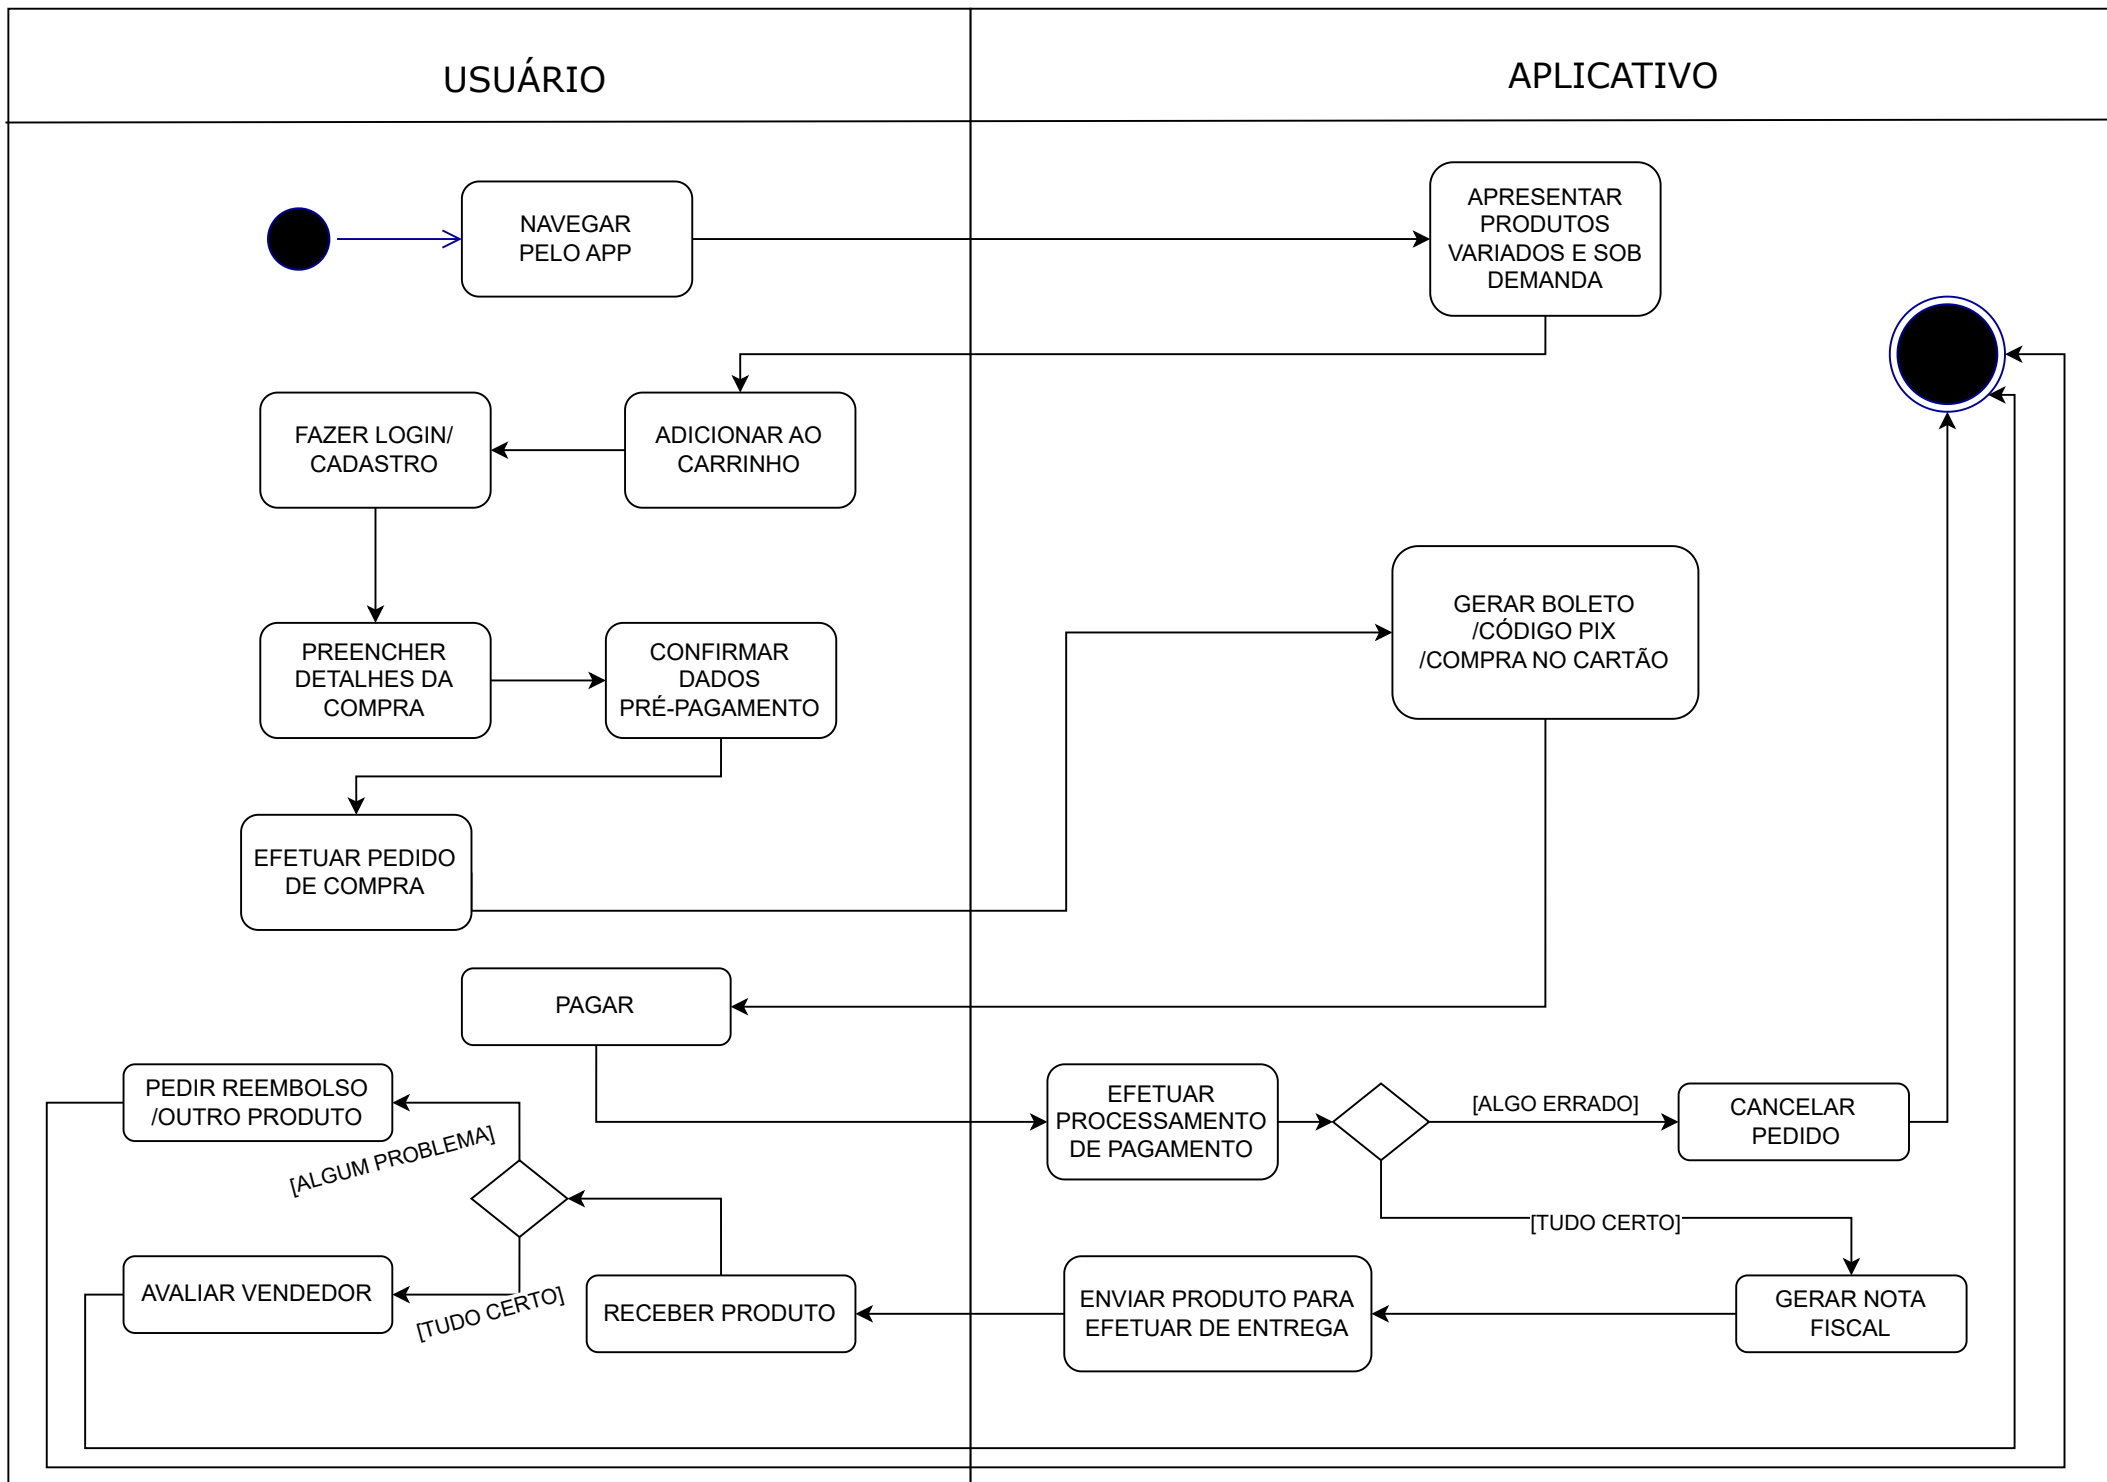 USUÁRIO
APLICATIVO
NAVEGAR
PELO APP
APRESENTAR
PRODUTOS
VARIADOS E SOB
DEMANDA
FAZER LOGIN/
CADASTRO
ADICIONAR AO
CARRINHO
PREENCHER
DETALHES DA
COMPRA
CONFIRMAR
DADOS
PRÉ-PAGAMENTO
GERAR BOLETO
/CÓDIGO PIX
/COMPRA NO CARTÃO
EFETUAR PEDIDO
DE COMPRA
PAGAR
PEDIR REEMBOLSO
/OUTRO PRODUTO
[ALGUM PROBLEMA]
EFETUAR
PROCESSAMENTO
DE PAGAMENTO
[ALGO ERRADO]
CANCELAR
PEDIDO
[TUDO CERTO]
AVALIAR VENDEDOR
[TUDO CERTO]
RECEBER PRODUTO
ENVIAR PRODUTO PARA
EFETUAR DE ENTREGA
GERAR NOTA
FISCAL